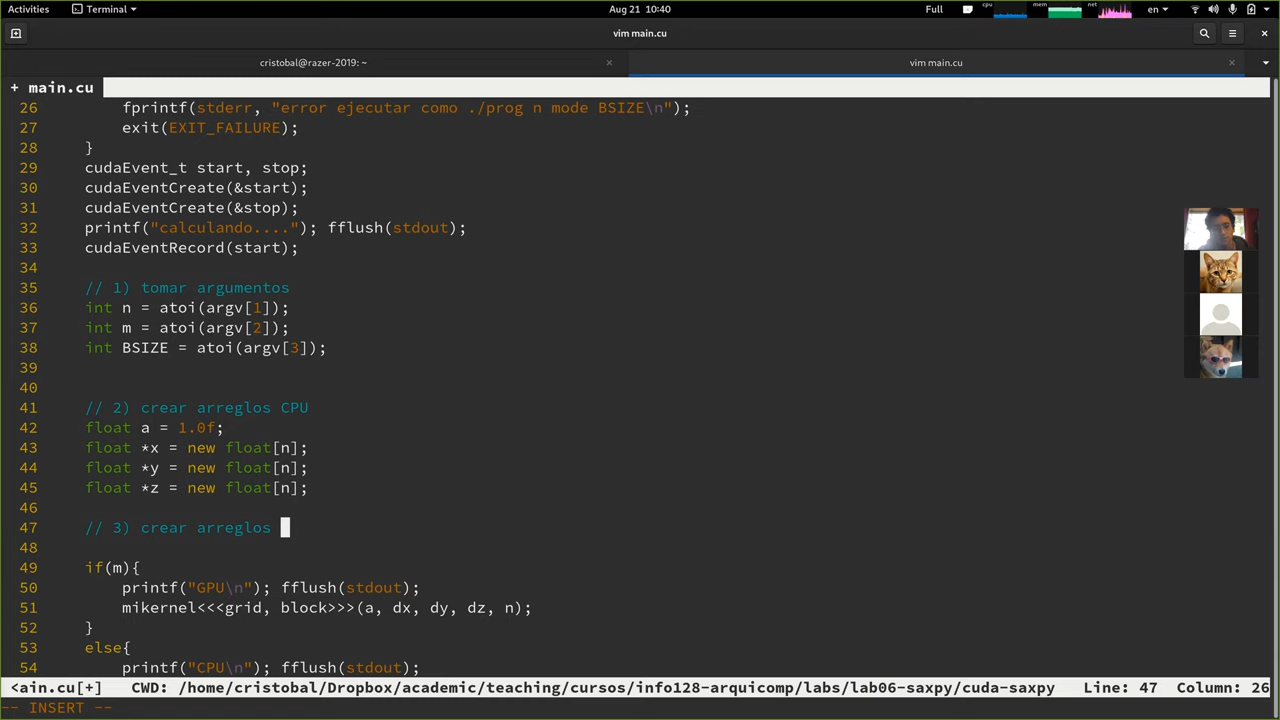 Activities Terminal Aug 21 10:40 Full cpu mem net en
vim main.cu
cristobal@razer-2019: ~ vim main.cu
+ main.cu
26 fprintf(stderr, "error ejecutar como ./prog n mode BSIZE\n");
27 exit(EXIT_FAILURE);
28 }
29 cudaEvent_t start, stop;
30 cudaEventCreate(&start);
31 cudaEventCreate(&stop);
32 printf("calculando...."); fflush(stdout);
33 cudaEventRecord(start);
34
35 // 1) tomar argumentos
36 int n = atoi(argv[1]);
37 int m = atoi(argv[2]);
38 int BSIZE = atoi(argv[3]);
39
40
41 // 2) crear arreglos CPU
42 float a = 1.0f;
43 float *x = new float[n];
44 float *y = new float[n];
45 float *z = new float[n];
46
47 // 3) crear arreglos
48
49 if(m){
50 printf("GPU\n"); fflush(stdout);
51 mikernel<<<grid, block>>>(a, dx, dy, dz, n);
52 }
53 else{
54 printf("CPU\n"); fflush(stdout);
<ain.cu[+] CWD: /home/cristobal/Dropbox/academic/teaching/cursos/info128-arquicomp/labs/lab06-saxpy/cuda-saxpy Line: 47 Column: 26
-- INSERT --